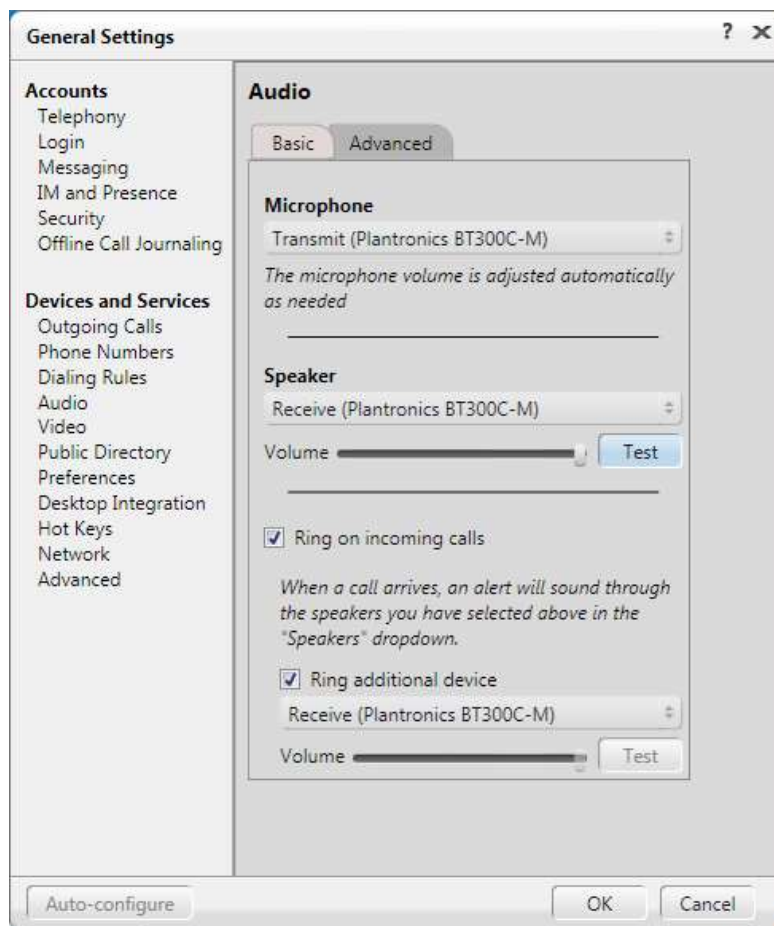 General Settings
?
Accounts
Telephony
Login
Messaging
IM and Presence
Security
Offline Call Journaling
Devices and Services
Outgoing Calls
Phone Numbers
Dialing Rules
Audio
Video
Public Directory
Preferences
Desktop Integration
Hot Keys
Network
Advanced
Audio
Basic
Advanced
Microphone
Transmit (Plantronics BT300C-M)
The microphone volume is adjusted automatically
as needed
Speaker
Receive (Plantronics BT300C-M)
Volume
Test
Ring on incoming calls
When a call arrives, an alert will sound through
the speakers you have selected above in the
"Speakers" dropdown.
Ring additional device
Receive (Plantronics BT300C-M)
Volume
Test
Auto-configure
OK
Cancel